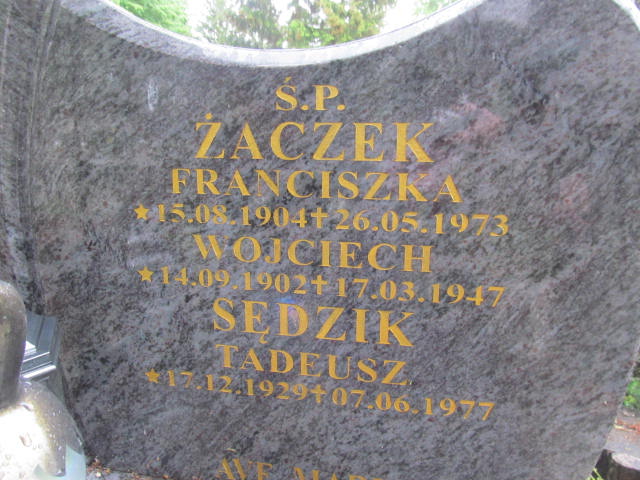 Ś.P.
ŻACZEK
FRANCISZKA
★15.08.1904✝26.05.1973
WOJCIECH
★14.09.1902✝17.03.1947
SĘDZIK
TADEUSZ
★17.12.1929✝07.06.1977